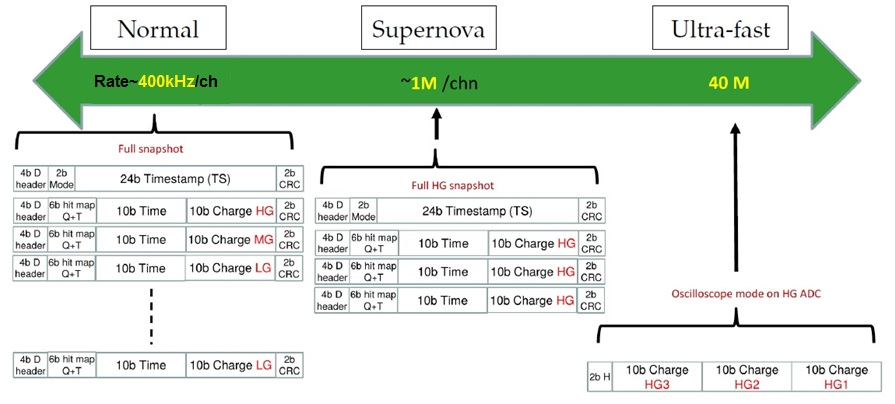 Normal
Supernova
Ultra-fast
Rate~400kHz/ch
~1M /chn
40 M
Full snapshot
4b D header 2b Mode 24b Timestamp (TS) 2b CRC
4b D header 6b hit map Q+T 10b Time 10b Charge HG 2b CRC
4b D header 6b hit map Q+T 10b Time 10b Charge MG 2b CRC
4b D header 6b hit map Q+T 10b Time 10b Charge LG 2b CRC
4b D header 6b hit map Q+T 10b Time 10b Charge LG 2b CRC
Full HG snapshot
4b D header 2b Mode 24b Timestamp (TS) 2b CRC
4b D header 6b hit map Q+T 10b Time 10b Charge HG 2b CRC
4b D header 6b hit map Q+T 10b Time 10b Charge HG 2b CRC
4b D header 6b hit map Q+T 10b Time 10b Charge HG 2b CRC
Oscilloscope mode on HG ADC
2b H 10b Charge HG3 10b Charge HG2 10b Charge HG1